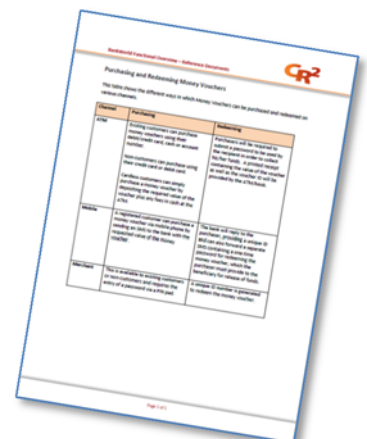 BankWorld Functional Overview – Reference Documents
CR2
Purchasing and Redeeming Money Vouchers
This table shows the different ways in which money vouchers can be purchased and redeemed on
various channels.
Channel
Purchasing
Redeeming
ATM
Existing customers can purchase
money vouchers using their
debit/credit card, cash or account
number.
Non-customers can purchase using
their credit card or debit card.
Cardless customers can simply
purchase a money voucher by
depositing the required value of the
voucher plus any fees in cash at the
ATM.
Purchasers will be required to
submit a password to be used by
the recipient in order to collect
his/her funds. A printed receipt
containing the value of the voucher
as well as the voucher ID will be
provided by the ATM/kiosk.
Mobile
A registered customer can purchase a
money voucher via mobile phone by
sending an SMS to the bank with the
requested value of the money
voucher.
The bank will reply to the
purchaser, providing a unique ID
and can also forward a separate
SMS containing a one-time
password for redeeming the
money voucher, which the
purchaser must provide to the
beneficiary for release of funds.
Merchant
This is available to existing customers
or non-customers and requires the
entry of a password via a PIN pad.
A unique ID number is generated
to redeem the money voucher.
Page 1 of 1